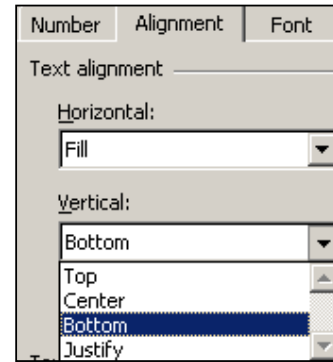 Number Alignment Font
Text alignment
Horizontal:
Fill
Vertical:
Bottom
Top
Center
Bottom
Justify